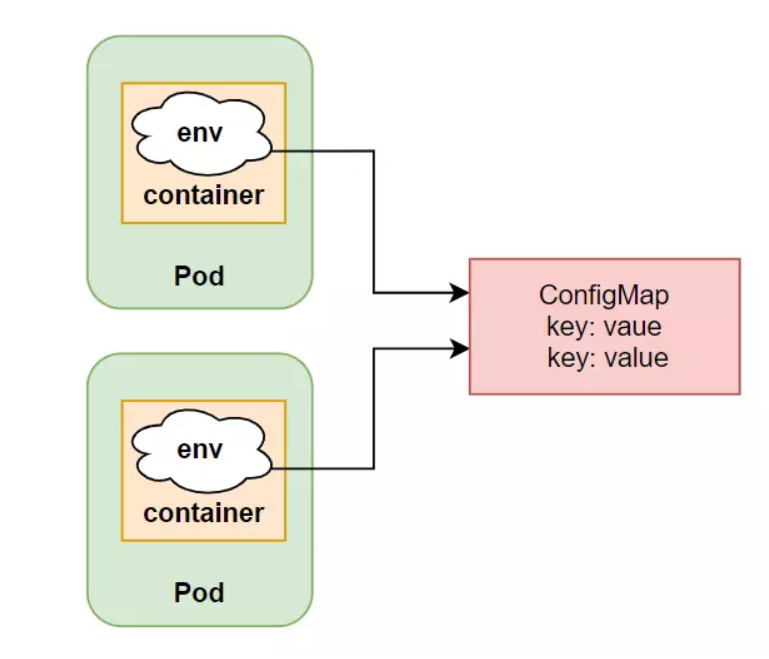 env
container
Pod
ConfigMap
key: vaue
key: value
env
container
Pod